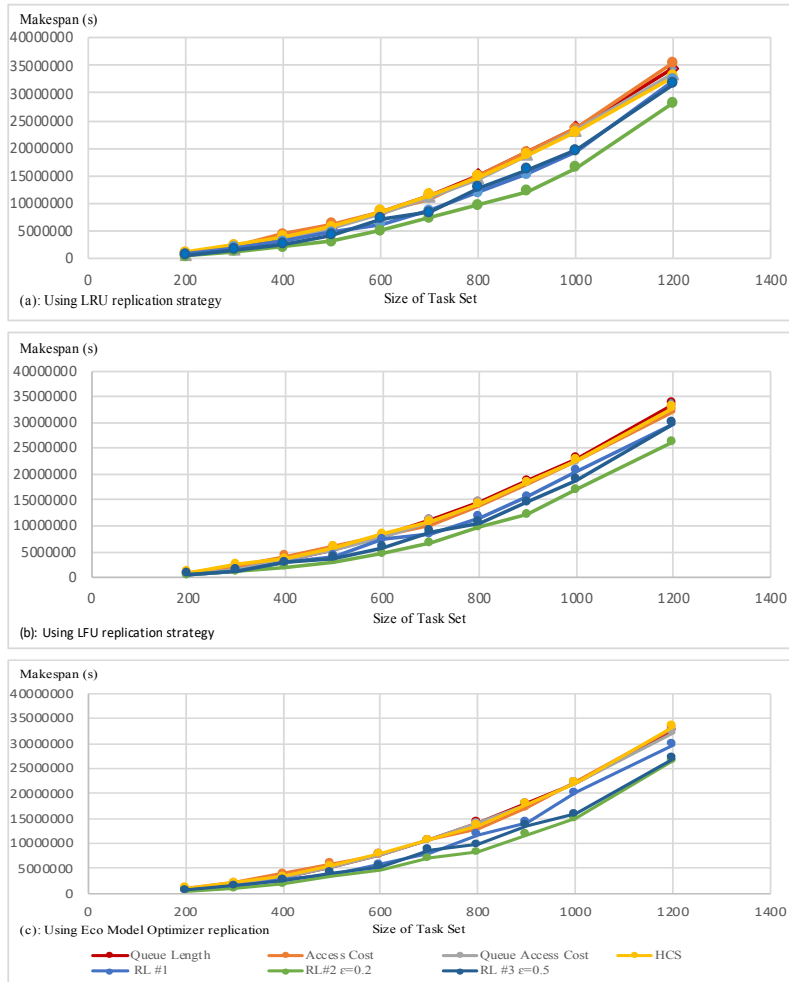 Makespan (s)
40000000
35000000
30000000
25000000
20000000
15000000
10000000
5000000
0
0 200 400 600 800 1000 1200 1400
Size of Task Set
(a): Using LRU replication strategy
Makespan (s)
40000000
35000000
30000000
25000000
20000000
15000000
10000000
5000000
0
0 200 400 600 800 1000 1200 1400
Size of Task Set
(b): Using LFU replication strategy
Makespan (s)
40000000
35000000
30000000
25000000
20000000
15000000
10000000
5000000
0
0 200 400 600 800 1000 1200 1400
(c): Using Eco Model Optimizer replication Size of Task Set
Queue Length Access Cost Queue Access Cost HCS
RL #1 RL#2 ε=0.2 RL #3 ε=0.5